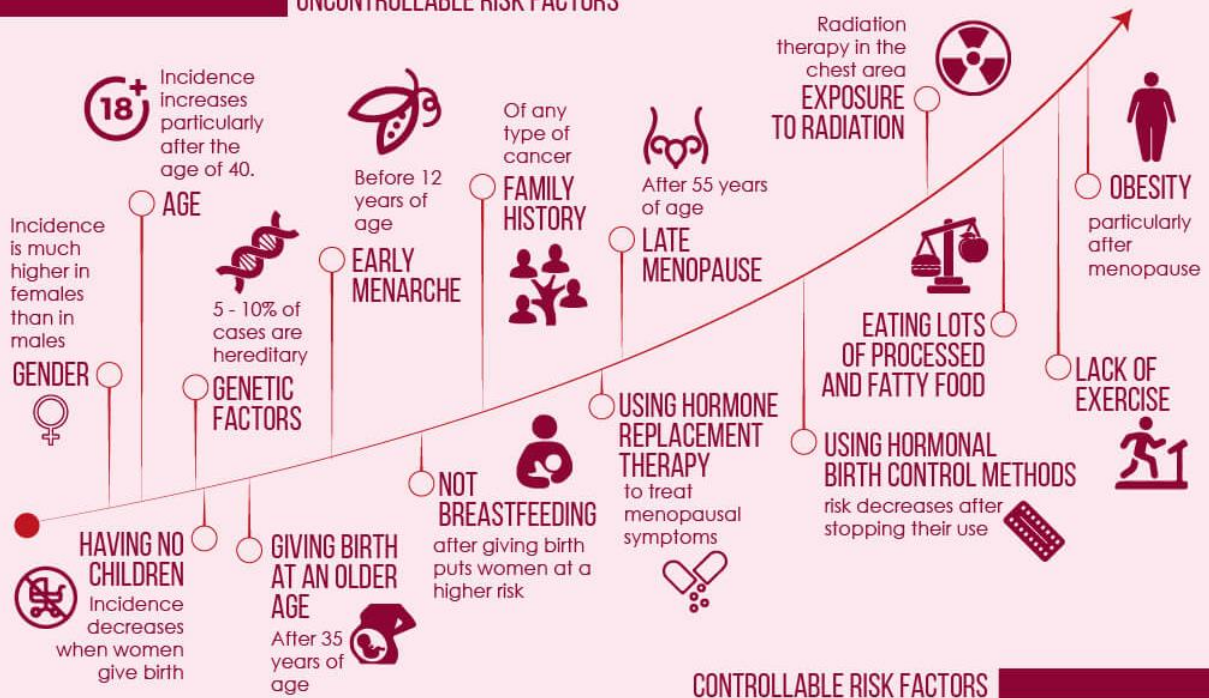 UNCONTROLLABLE RISK FACTORS
Incidence
is much
higher in
females
than in
males
GENDER
18+
Incidence
increases
particularly
after the
age of 40.
AGE
5 - 10% of
cases are
hereditary
GENETIC
FACTORS
Before 12
years of
age
EARLY
MENARCHE
Of any
type of
cancer
FAMILY
HISTORY
After 55 years
of age
LATE
MENOPAUSE
Radiation
therapy in the
chest area
EXPOSURE
TO RADIATION
HAVING NO
CHILDREN
Incidence
decreases
when women
give birth
GIVING BIRTH
AT AN OLDER
AGE
After 35
years of
age
NOT
BREASTFEEDING
after giving birth
puts women at a
higher risk
USING HORMONE
REPLACEMENT
THERAPY
to treat
menopausal
symptoms
USING HORMONAL
BIRTH CONTROL METHODS
risk decreases after
stopping their use
EATING LOTS
OF PROCESSED
AND FATTY FOOD
LACK OF
EXERCISE
OBESITY
particularly
after
menopause
CONTROLLABLE RISK FACTORS